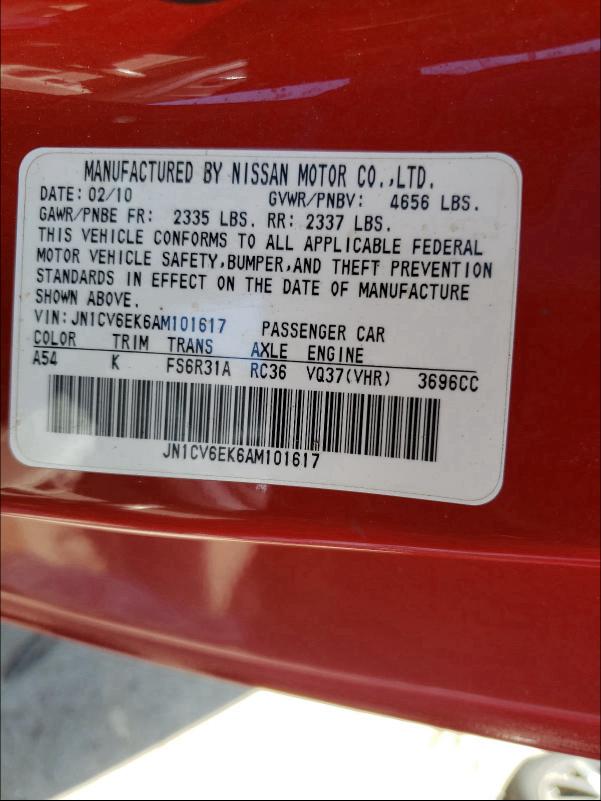 MANUFACTURED BY NISSAN MOTOR CO.,LTD.
DATE: 02/10 GVWR/PNBV: 4656 LBS.
GAWR/PNBE FR: 2335 LBS. RR: 2337 LBS.
THIS VEHICLE CONFORMS TO ALL APPLICABLE FEDERAL
MOTOR VEHICLE SAFETY,BUMPER,AND THEFT PREVENTION
STANDARDS IN EFFECT ON THE DATE OF MANUFACTURE
SHOWN ABOVE.
VIN:JN1CV6EK6AM101617 PASSENGER CAR
COLOR TRIM TRANS AXLE ENGINE
A54 K FS6R31A RC36 VQ37(VHR) 3696CC
JN1CV6EK6AM101617